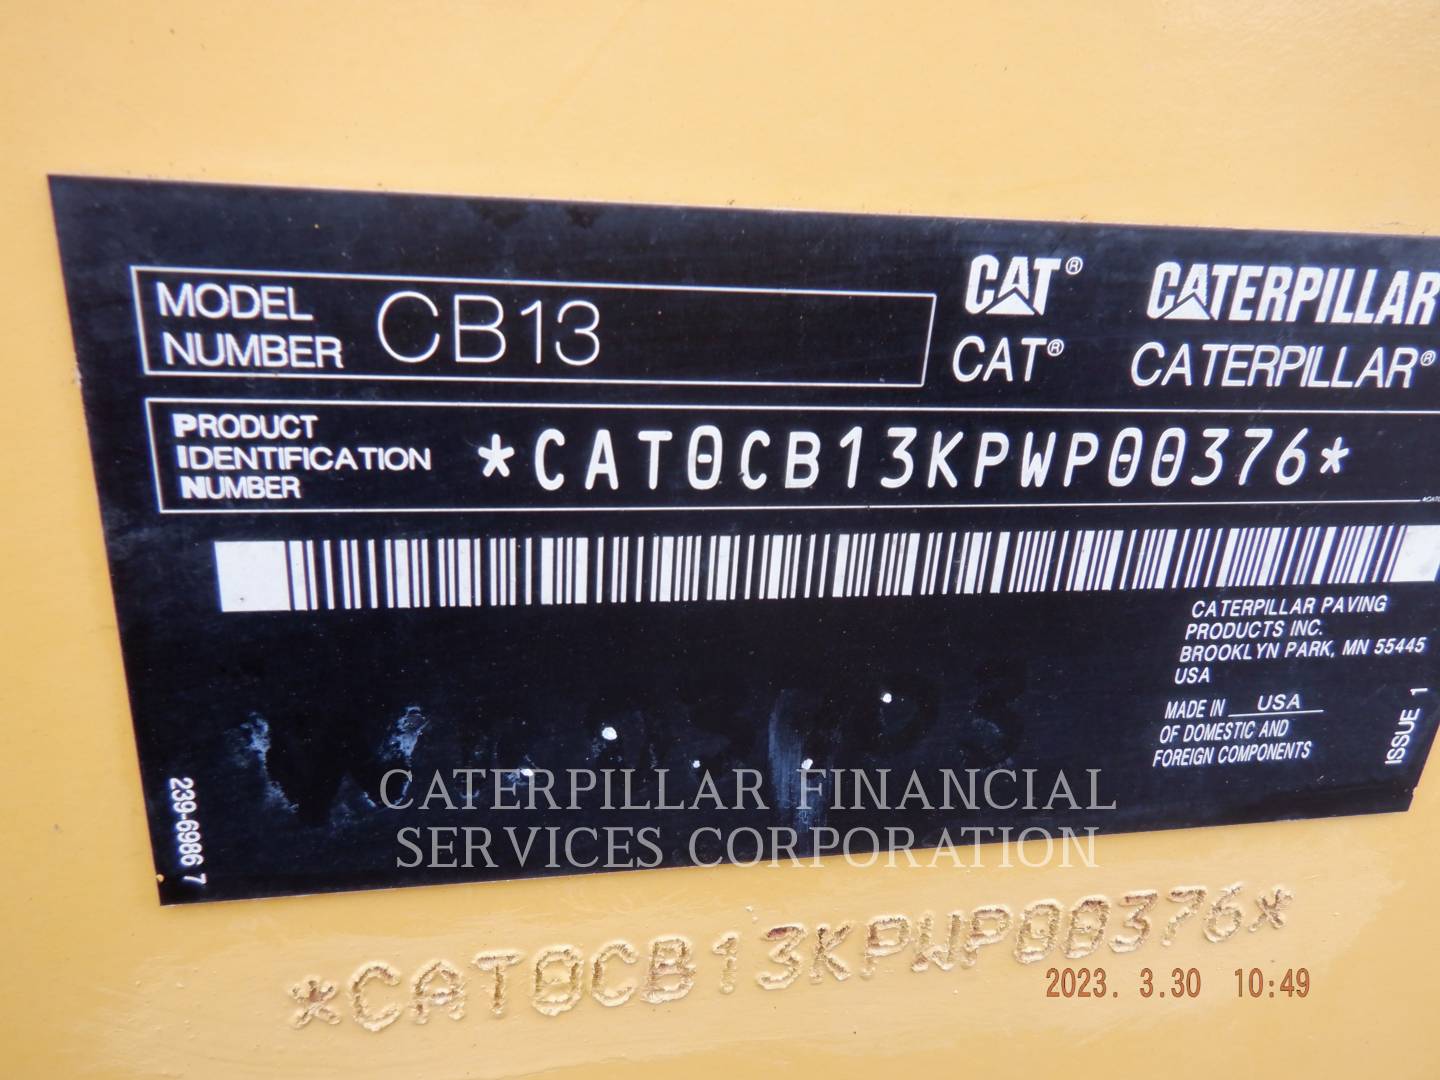 MODEL NUMBER CB13
CAT® CATERPILLAR
CAT® CATERPILLAR®
PRODUCT
IDENTIFICATION
NUMBER
*CAT0CB13KPWP00376*
CATERPILLAR PAVING
PRODUCTS INC.
BROOKLYN PARK, MN 55445
USA
MADE IN USA
OF DOMESTIC AND
FOREIGN COMPONENTS
ISSUE 1
239-6986 7
CATERPILLAR FINANCIAL
SERVICES CORPORATION
*CAT0CB13KPWP00376*
2023. 3.30 10:49